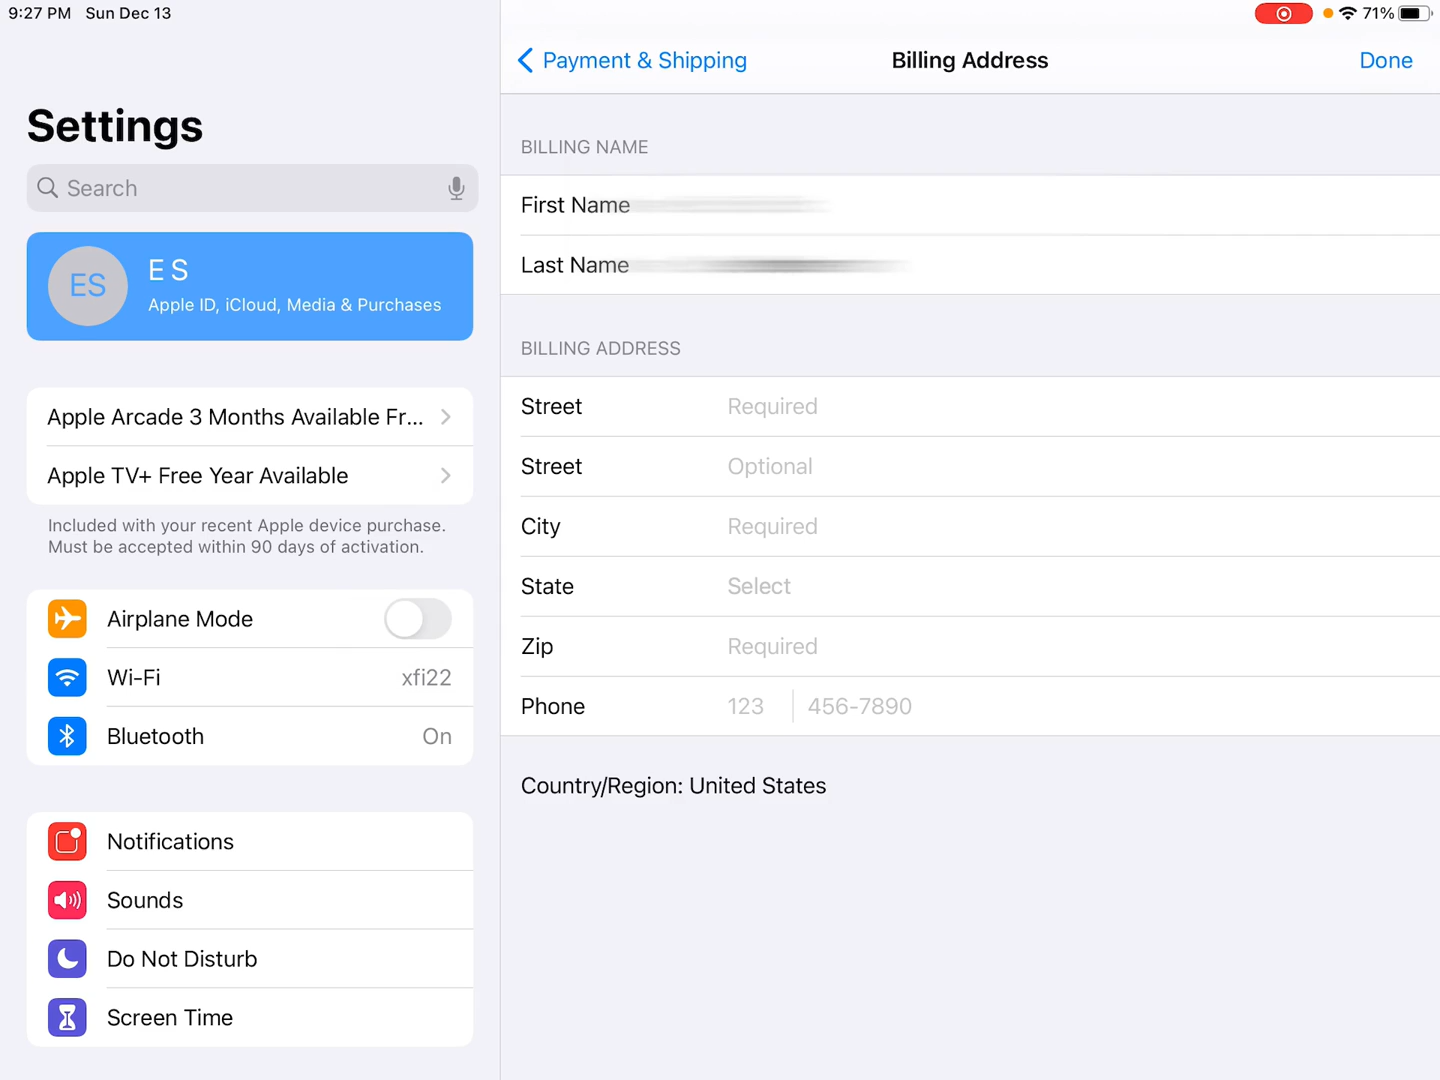 9:27 PM Sun Dec 13
71%
Settings
Search
ES
E S
Apple ID, iCloud, Media & Purchases
Apple Arcade 3 Months Available Fr...
Apple TV+ Free Year Available
Included with your recent Apple device purchase.
Must be accepted within 90 days of activation.
Airplane Mode
Wi-Fi xfi22
Bluetooth On
Notifications
Sounds
Do Not Disturb
Screen Time
Payment & Shipping
Billing Address
Done
BILLING NAME
First Name
Last Name
BILLING ADDRESS
Street Required
Street Optional
City Required
State Select
Zip Required
Phone 123 456-7890
Country/Region: United States